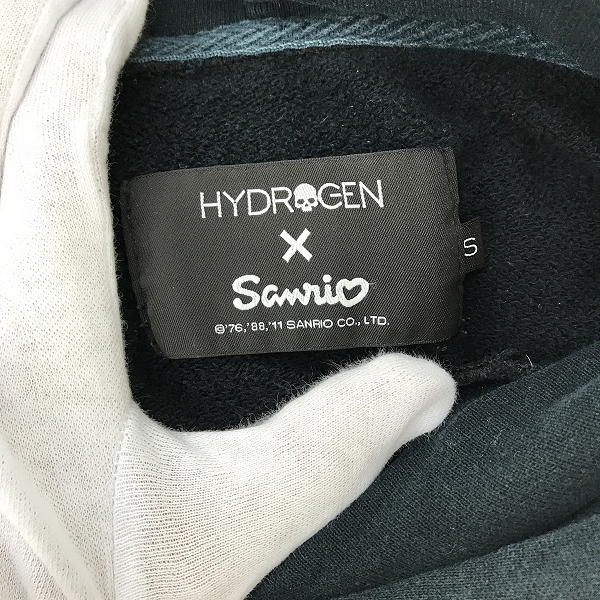 HYDROGEN
×
Sanrio
©'76,'88,'11 SANRIO CO., LTD.
S